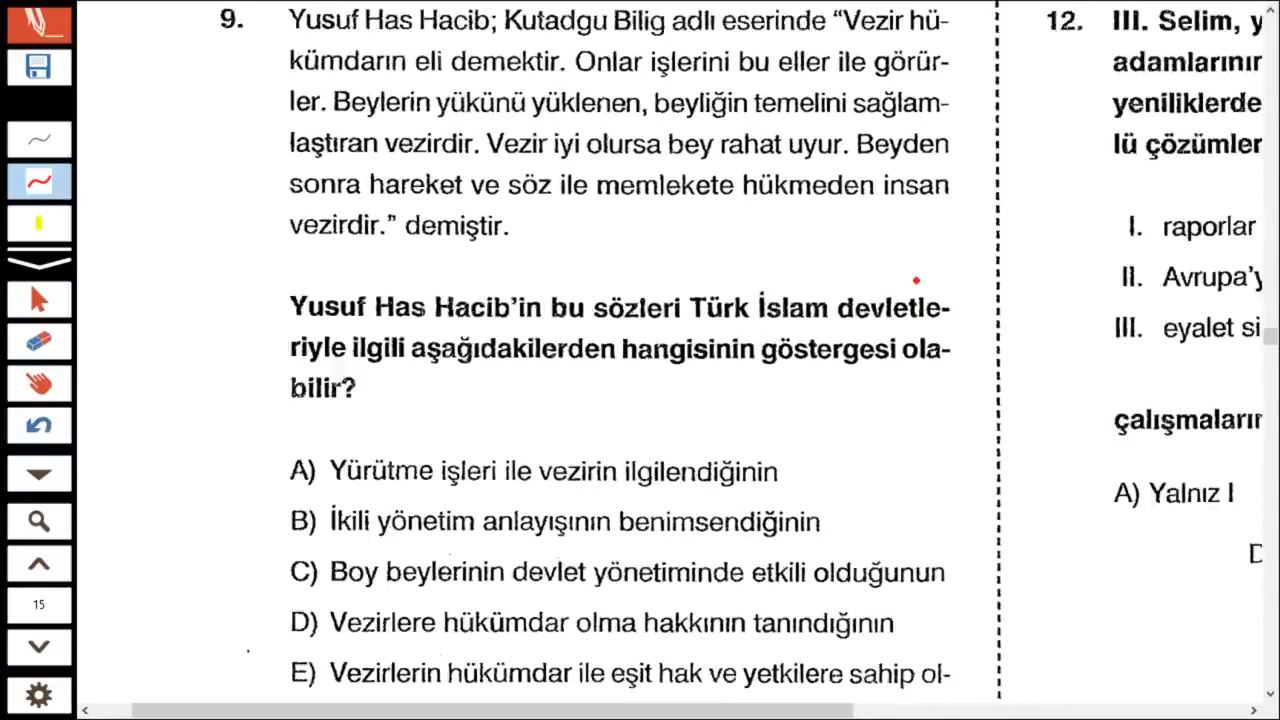 9. Yusuf Has Hacib; Kutadgu Bilig adlı eserinde “Vezir hü-
kümdarın eli demektir. Onlar işlerini bu eller ile görür-
ler. Beylerin yükünü yüklenen, beyliğin temelini sağlam-
laştıran vezirdir. Vezir iyi olursa bey rahat uyur. Beyden
sonra hareket ve söz ile memlekete hükmeden insan
vezirdir.” demiştir.
Yusuf Has Hacib’in bu sözleri Türk İslam devletle-
riyle ilgili aşağıdakilerden hangisinin göstergesi ola-
bilir?
A) Yürütme işleri ile vezirin ilgilendiğinin
B) İkili yönetim anlayışının benimsendiğinin
C) Boy beylerinin devlet yönetiminde etkili olduğunun
D) Vezirlere hükümdar olma hakkının tanındığının
E) Vezirlerin hükümdar ile eşit hak ve yetkilere sahip ol-
12. III. Selim, y
adamlarının
yeniliklerde
lü çözümler
I. raporlar
II. Avrupa’y
III. eyalet si
çalışmaların
A) Yalnız I
D
15